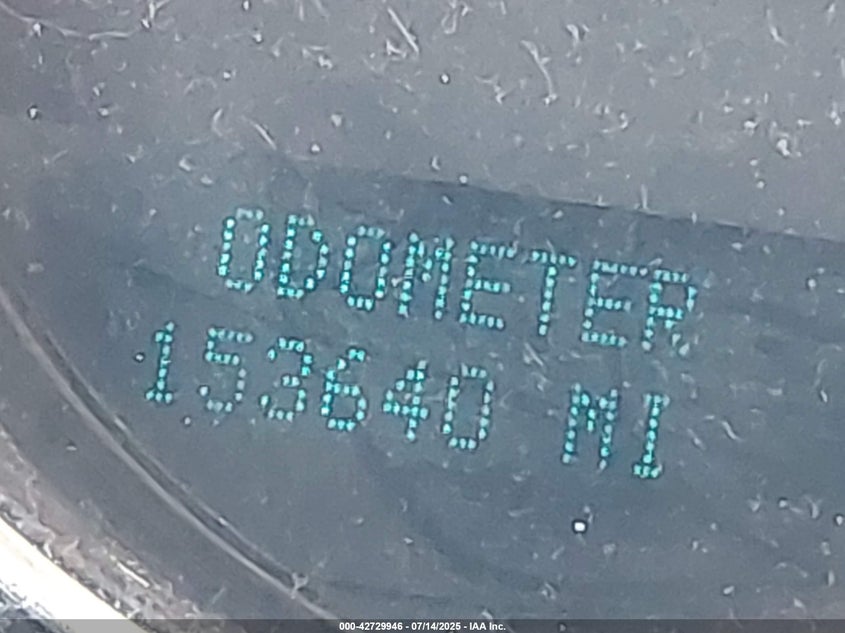 ODOMETER
153640 MI
000-42729946 - 07/14/2025 - IAA Inc.